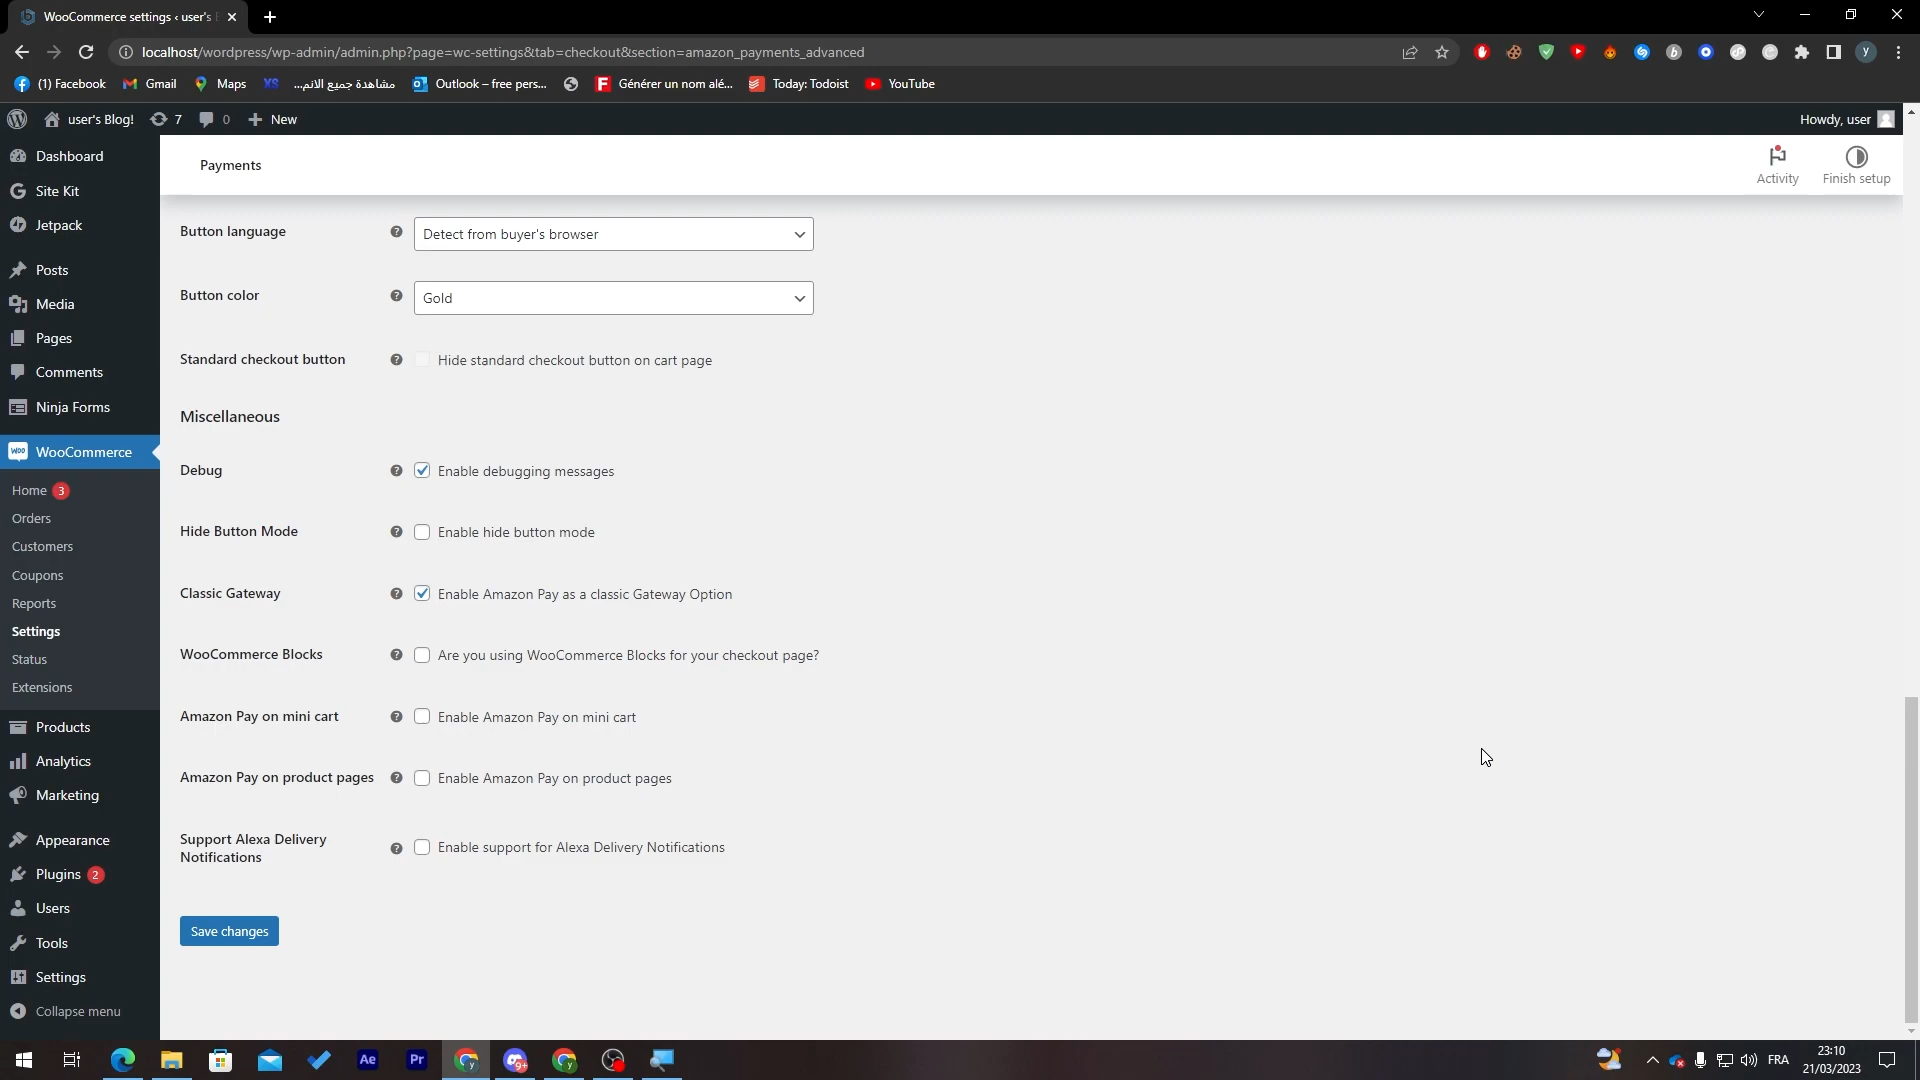 WooCommerce settings ‹ user's
localhost/wordpress/wp-admin/admin.php?page=wc-settings&tab=checkout&section=amazon_payments_advanced
y
(1) Facebook
Gmail
Maps
XS
مشاهدة جميع الانم...
Outlook – free pers...
Générer un nom alé...
Today: Todoist
YouTube
user's Blog!
7
0
New
Howdy, user
Dashboard
Site Kit
Jetpack
Posts
Media
Pages
Comments
Ninja Forms
WooCommerce
Home 3
Orders
Customers
Coupons
Reports
Settings
Status
Extensions
Products
Analytics
Marketing
Appearance
Plugins 2
Users
Tools
Settings
Collapse menu
Payments
Activity
Finish setup
Button language
Detect from buyer's browser
Button color
Gold
Standard checkout button
Hide standard checkout button on cart page
Miscellaneous
Debug
Enable debugging messages
Hide Button Mode
Enable hide button mode
Classic Gateway
Enable Amazon Pay as a classic Gateway Option
WooCommerce Blocks
Are you using WooCommerce Blocks for your checkout page?
Amazon Pay on mini cart
Enable Amazon Pay on mini cart
Amazon Pay on product pages
Enable Amazon Pay on product pages
Support Alexa Delivery
Notifications
Enable support for Alexa Delivery Notifications
Save changes
Ae
Pr
9+
FRA
23:10
21/03/2023